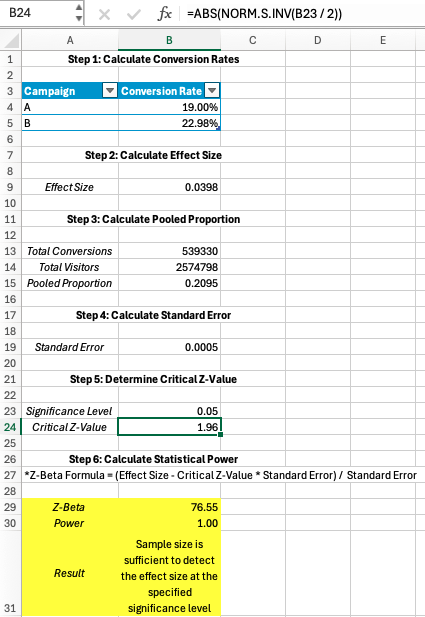 B24 fx =ABS(NORM.S.INV(B23 / 2))
A B C D E
1 Step 1: Calculate Conversion Rates
2
3 Campaign Conversion Rate
4 A 19.00%
5 B 22.98%
6
7 Step 2: Calculate Effect Size
8
9 Effect Size 0.0398
10
11 Step 3: Calculate Pooled Proportion
12
13 Total Conversions 539330
14 Total Visitors 2574798
15 Pooled Proportion 0.2095
16
17 Step 4: Calculate Standard Error
18
19 Standard Error 0.0005
20
21 Step 5: Determine Critical Z-Value
22
23 Significance Level 0.05
24 Critical Z-Value 1.96
25
26 Step 6: Calculate Statistical Power
27 *Z-Beta Formula = (Effect Size - Critical Z-Value * Standard Error) / Standard Error
28
29 Z-Beta 76.55
30 Power 1.00
Sample size is
sufficient to detect
Result the effect size at the
specified
31 significance level